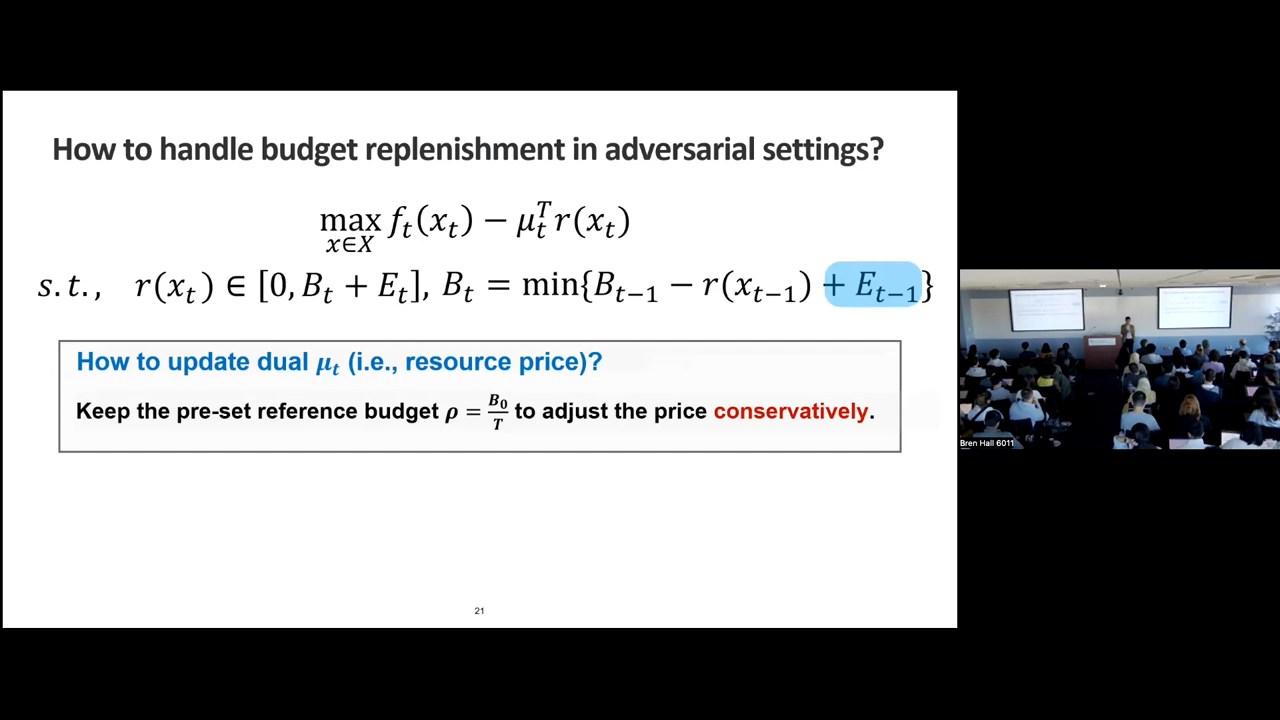 How to handle budget replenishment in adversarial settings?
max f_t(x_t) − μ_t^T r(x_t)
x∈X
s.t., r(x_t) ∈ [0, B_t + E_t], B_t = min{B_{t−1} − r(x_{t−1}) + E_{t−1}}
How to update dual μ_t (i.e., resource price)?
Keep the pre-set reference budget ρ = B_0/T to adjust the price conservatively.
21
Bren Hall 6011